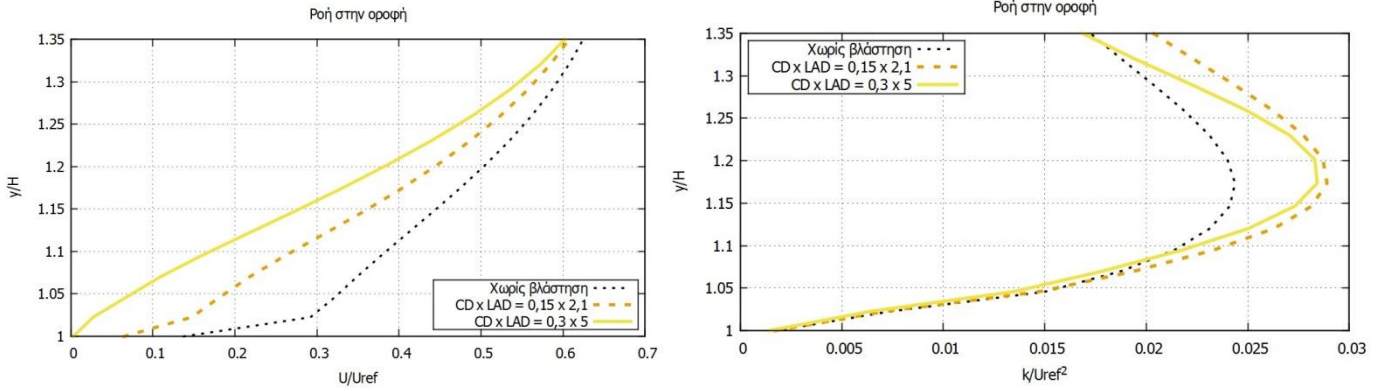 Ροή στην οροφή
1.35
1.3
1.25
1.2
1.15
1.1
1.05
1
y/H
Χωρίς βλάστηση
CD x LAD = 0,15 x 2,1
CD x LAD = 0,3 x 5
0 0.1 0.2 0.3 0.4 0.5 0.6 0.7
U/Uref
Ροή στην οροφή
1.35
1.3
1.25
1.2
1.15
1.1
1.05
1
y/H
Χωρίς βλάστηση
CD x LAD = 0,15 x 2,1
CD x LAD = 0,3 x 5
0 0.005 0.01 0.015 0.02 0.025 0.03
k/Uref²